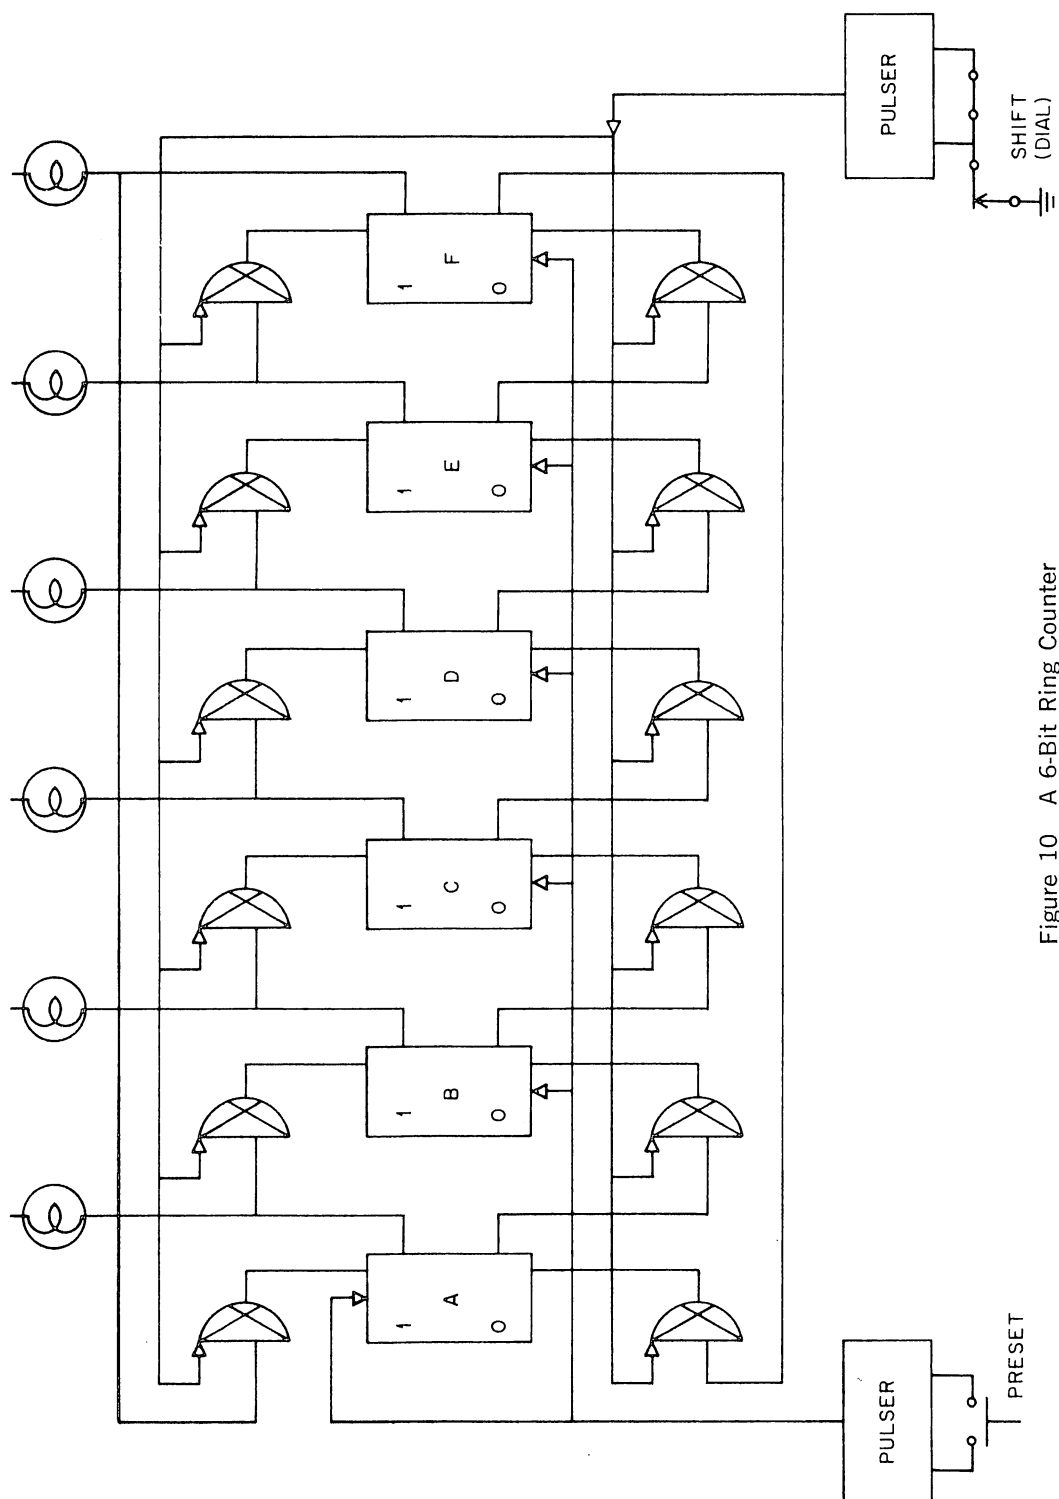 PULSER
SHIFT
(DIAL)
1
F
0
1
E
0
1
D
0
1
C
0
1
B
0
1
A
0
PULSER
PRESET
Figure 10 A 6-Bit Ring Counter